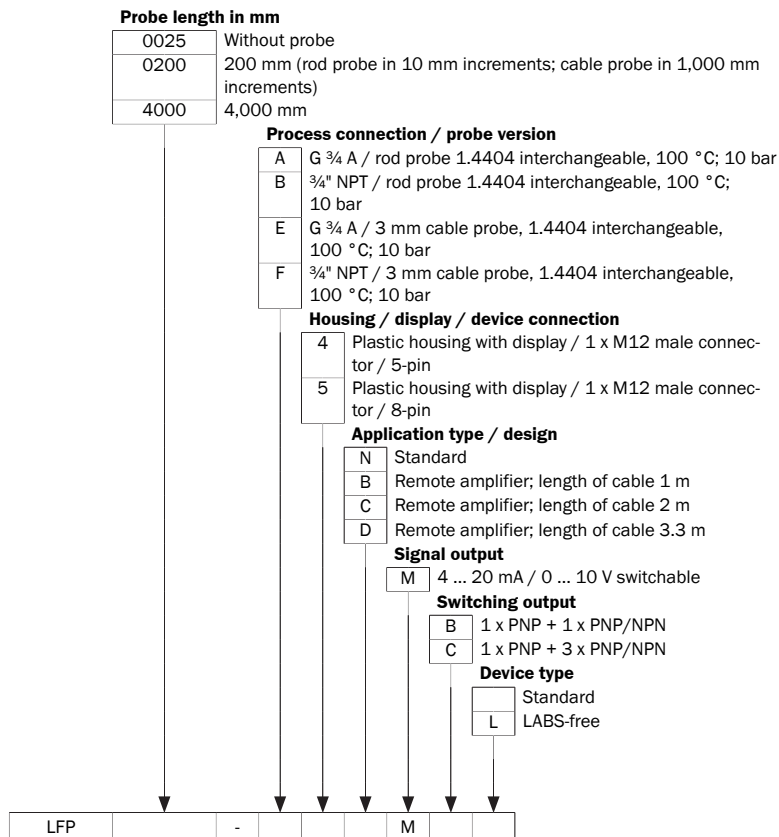 Probe length in mm
0025 Without probe
0200 200 mm (rod probe in 10 mm increments; cable probe in 1,000 mm
increments)
4000 4,000 mm
Process connection / probe version
A G ¾ A / rod probe 1.4404 interchangeable, 100 °C; 10 bar
B ¾" NPT / rod probe 1.4404 interchangeable, 100 °C;
10 bar
E G ¾ A / 3 mm cable probe, 1.4404 interchangeable,
100 °C; 10 bar
F ¾" NPT / 3 mm cable probe, 1.4404 interchangeable,
100 °C; 10 bar
Housing / display / device connection
4 Plastic housing with display / 1 x M12 male connec-
tor / 5-pin
5 Plastic housing with display / 1 x M12 male connec-
tor / 8-pin
Application type / design
N Standard
B Remote amplifier; length of cable 1 m
C Remote amplifier; length of cable 2 m
D Remote amplifier; length of cable 3.3 m
Signal output
M 4 ... 20 mA / 0 ... 10 V switchable
Switching output
B 1 x PNP + 1 x PNP/NPN
C 1 x PNP + 3 x PNP/NPN
Device type
Standard
L LABS-free
LFP - M